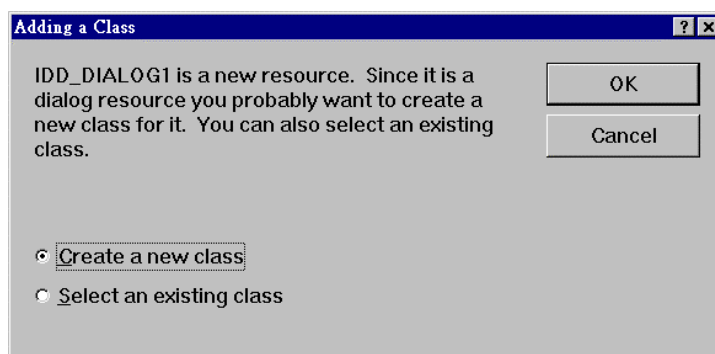 Adding a Class
IDD_DIALOG1 is a new resource. Since it is a
dialog resource you probably want to create a
new class for it. You can also select an existing
class.
OK
Cancel
Create a new class
Select an existing class